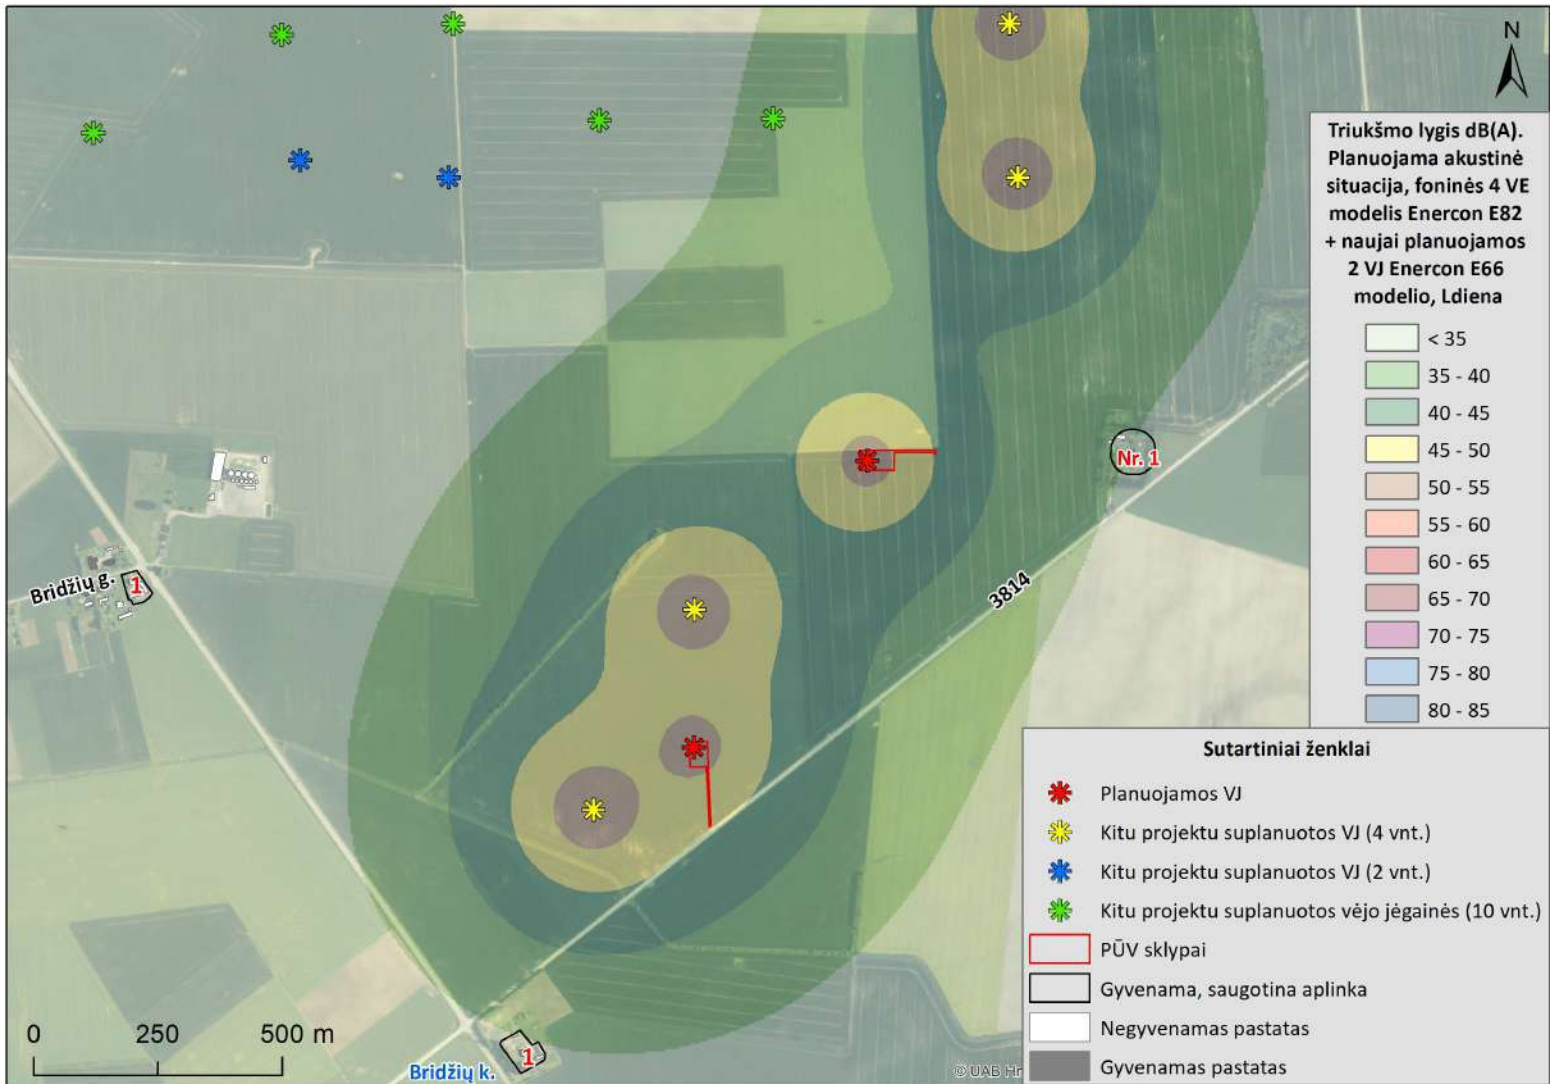 N
Triukšmo lygis dB(A).
Planuojama akustinė
situacija, foninės 4 VE
modelis Enercon E82
+ naujai planuojamos
2 VJ Enercon E66
modelio, Ldiena
< 35
35 - 40
40 - 45
45 - 50
50 - 55
55 - 60
60 - 65
65 - 70
70 - 75
75 - 80
80 - 85
Nr. 1
Bridžių g.
1
3814
Sutartiniai ženklai
Planuojamos VJ
Kitu projektu suplanuotos VJ (4 vnt.)
Kitu projektu suplanuotos VJ (2 vnt.)
Kitu projektu suplanuotos vėjo jėgainės (10 vnt.)
PŪV sklypai
Gyvenama, saugotina aplinka
Negyvenamas pastatas
Gyvenamas pastatas
0 250 500 m
1
Bridžių k.
© UAB